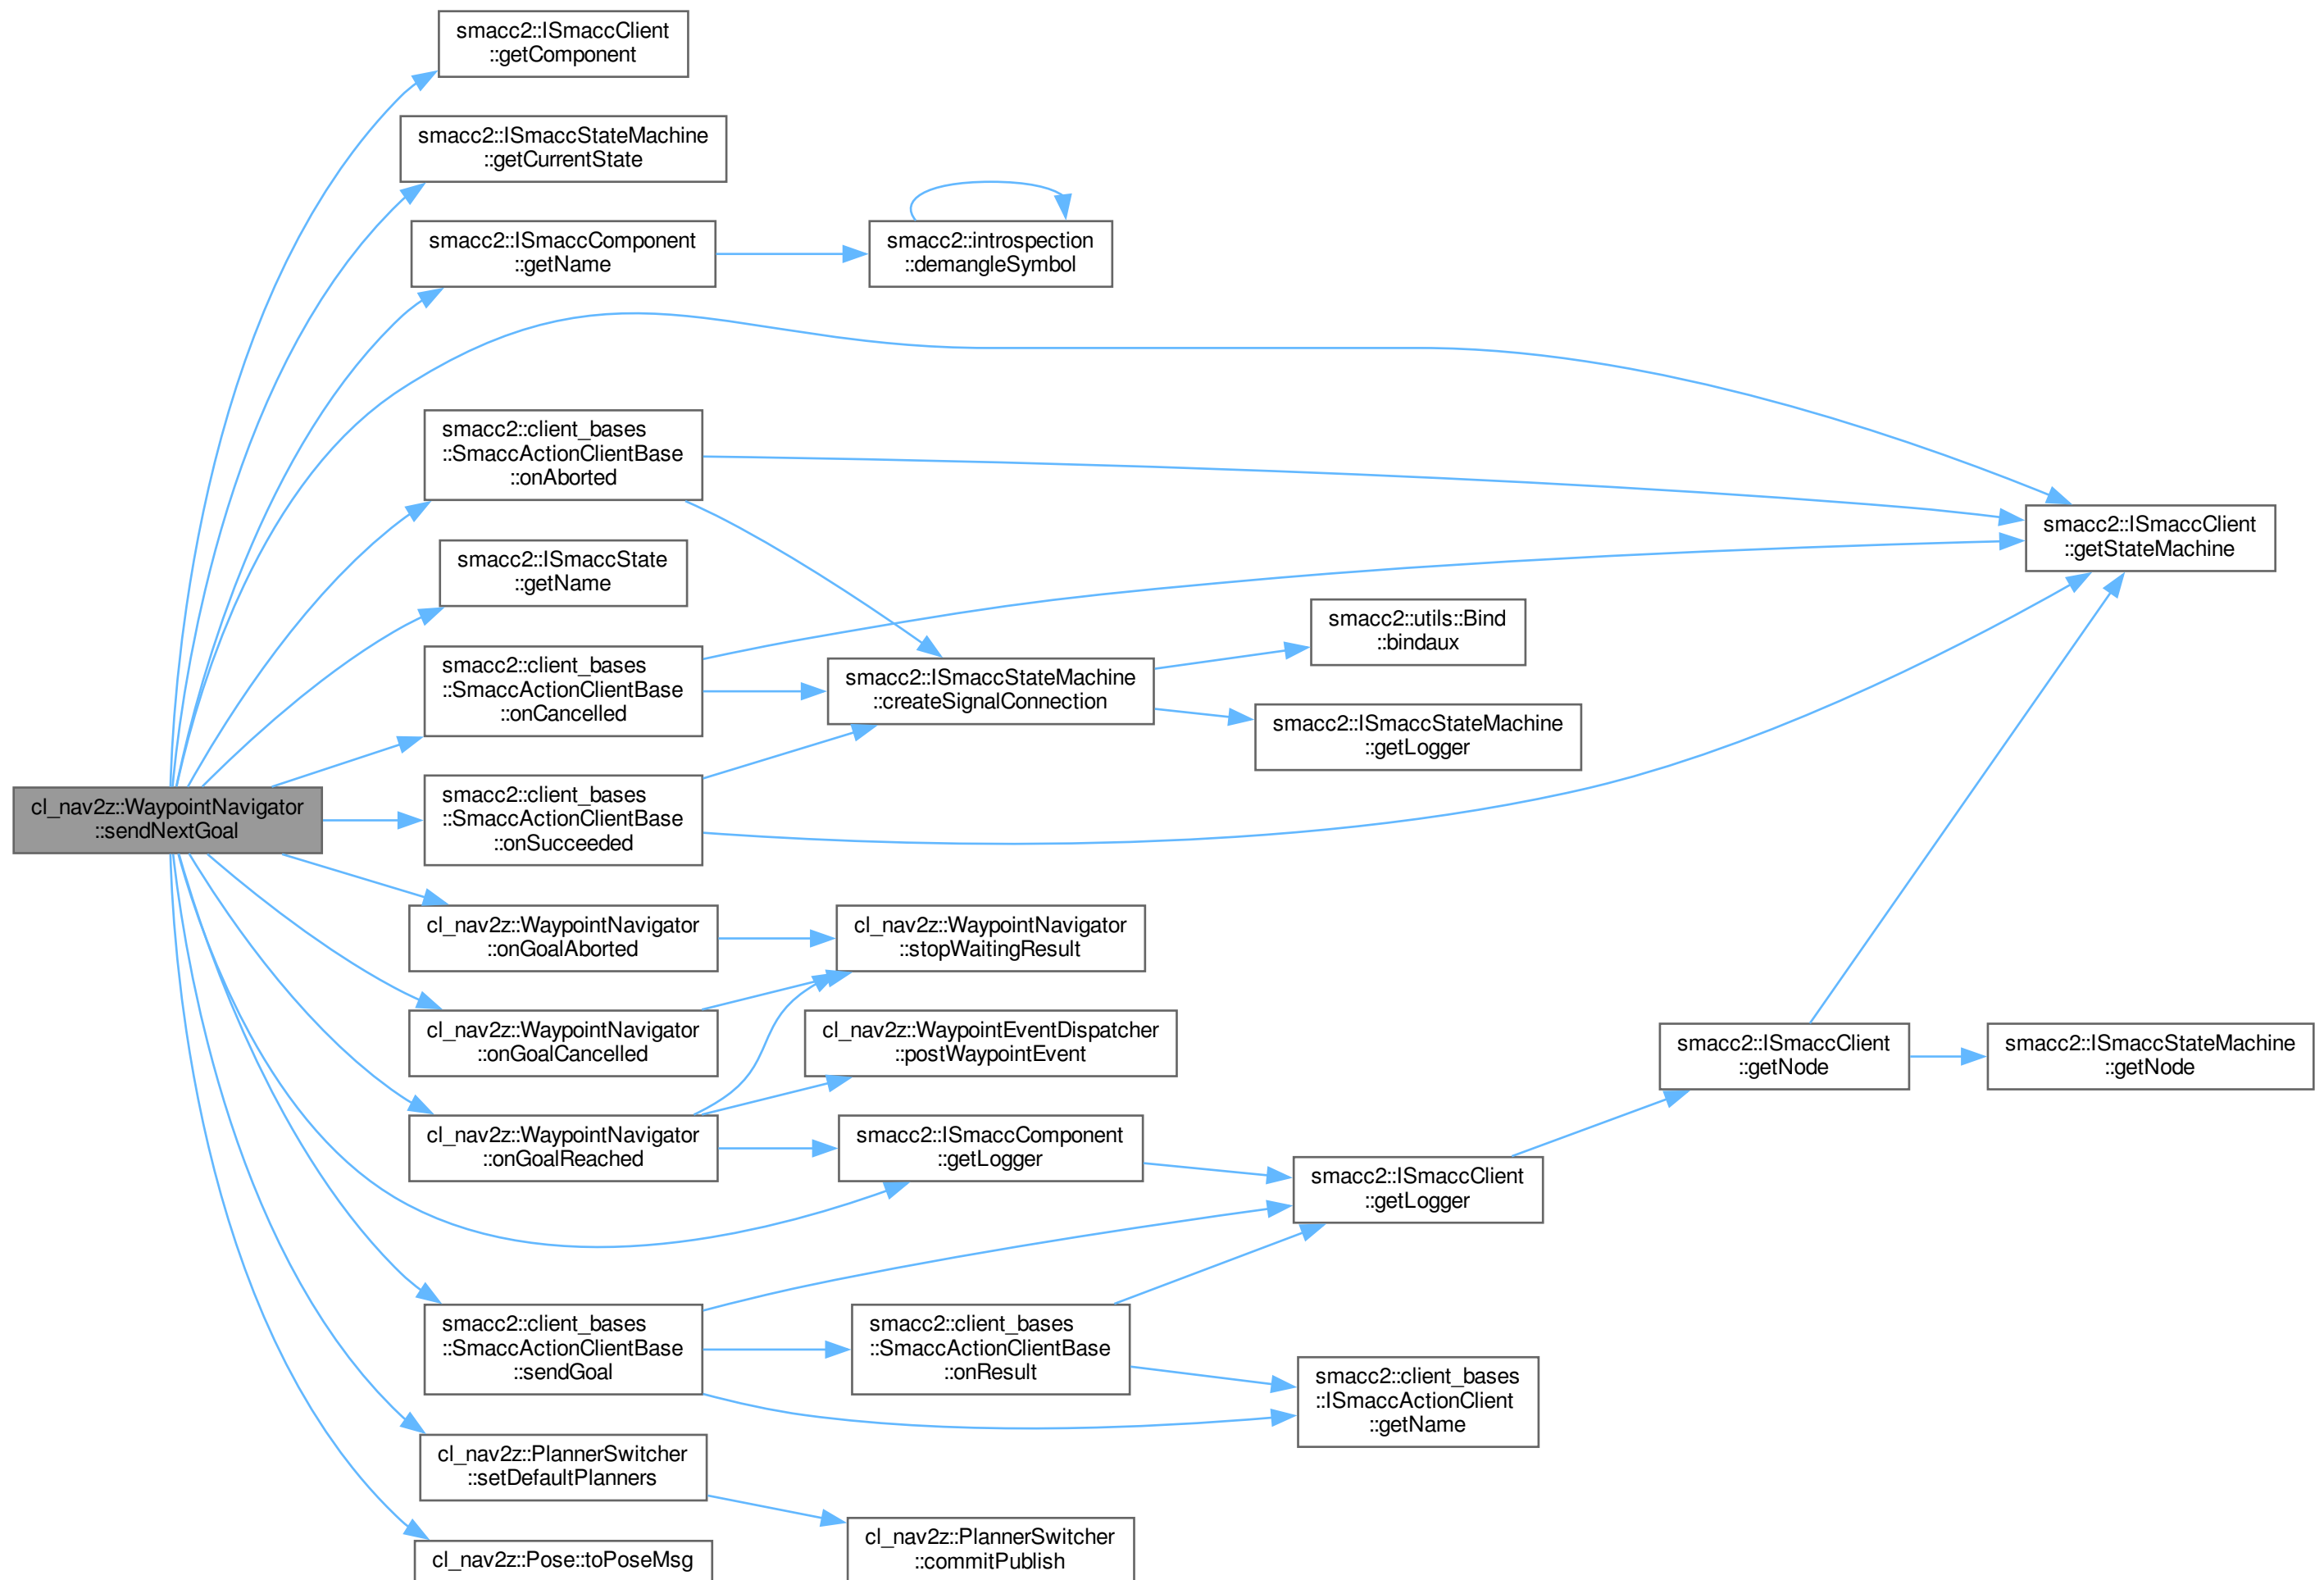 smacc2::ISmaccClient
::getComponent
smacc2::ISmaccStateMachine
::getCurrentState
smacc2::ISmaccComponent
::getName
smacc2::introspection
::demangleSymbol
smacc2::client_bases
::SmaccActionClientBase
::onAborted
smacc2::ISmaccClient
::getStateMachine
smacc2::ISmaccState
::getName
smacc2::utils::Bind
::bindaux
smacc2::client_bases
::SmaccActionClientBase
::onCancelled
smacc2::ISmaccStateMachine
::createSignalConnection
smacc2::ISmaccStateMachine
::getLogger
cl_nav2z::WaypointNavigator
::sendNextGoal
smacc2::client_bases
::SmaccActionClientBase
::onSucceeded
cl_nav2z::WaypointNavigator
::onGoalAborted
cl_nav2z::WaypointNavigator
::stopWaitingResult
cl_nav2z::WaypointNavigator
::onGoalCancelled
cl_nav2z::WaypointEventDispatcher
::postWaypointEvent
smacc2::ISmaccClient
::getNode
smacc2::ISmaccStateMachine
::getNode
cl_nav2z::WaypointNavigator
::onGoalReached
smacc2::ISmaccComponent
::getLogger
smacc2::ISmaccClient
::getLogger
smacc2::client_bases
::SmaccActionClientBase
::sendGoal
smacc2::client_bases
::SmaccActionClientBase
::onResult
smacc2::client_bases
::ISmaccActionClient
::getName
cl_nav2z::PlannerSwitcher
::setDefaultPlanners
cl_nav2z::PlannerSwitcher
::commitPublish
cl_nav2z::Pose::toPoseMsg